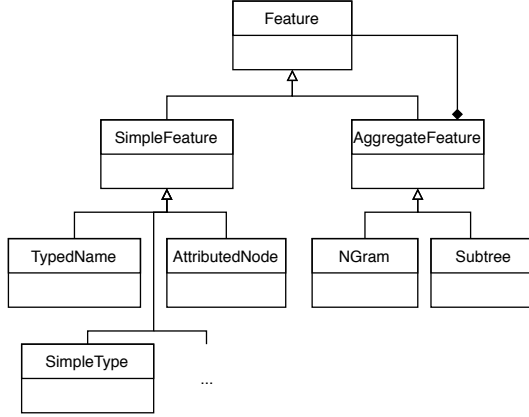 Feature
SimpleFeature
AggregateFeature
TypedName
AttributedNode
NGram
Subtree
SimpleType
...